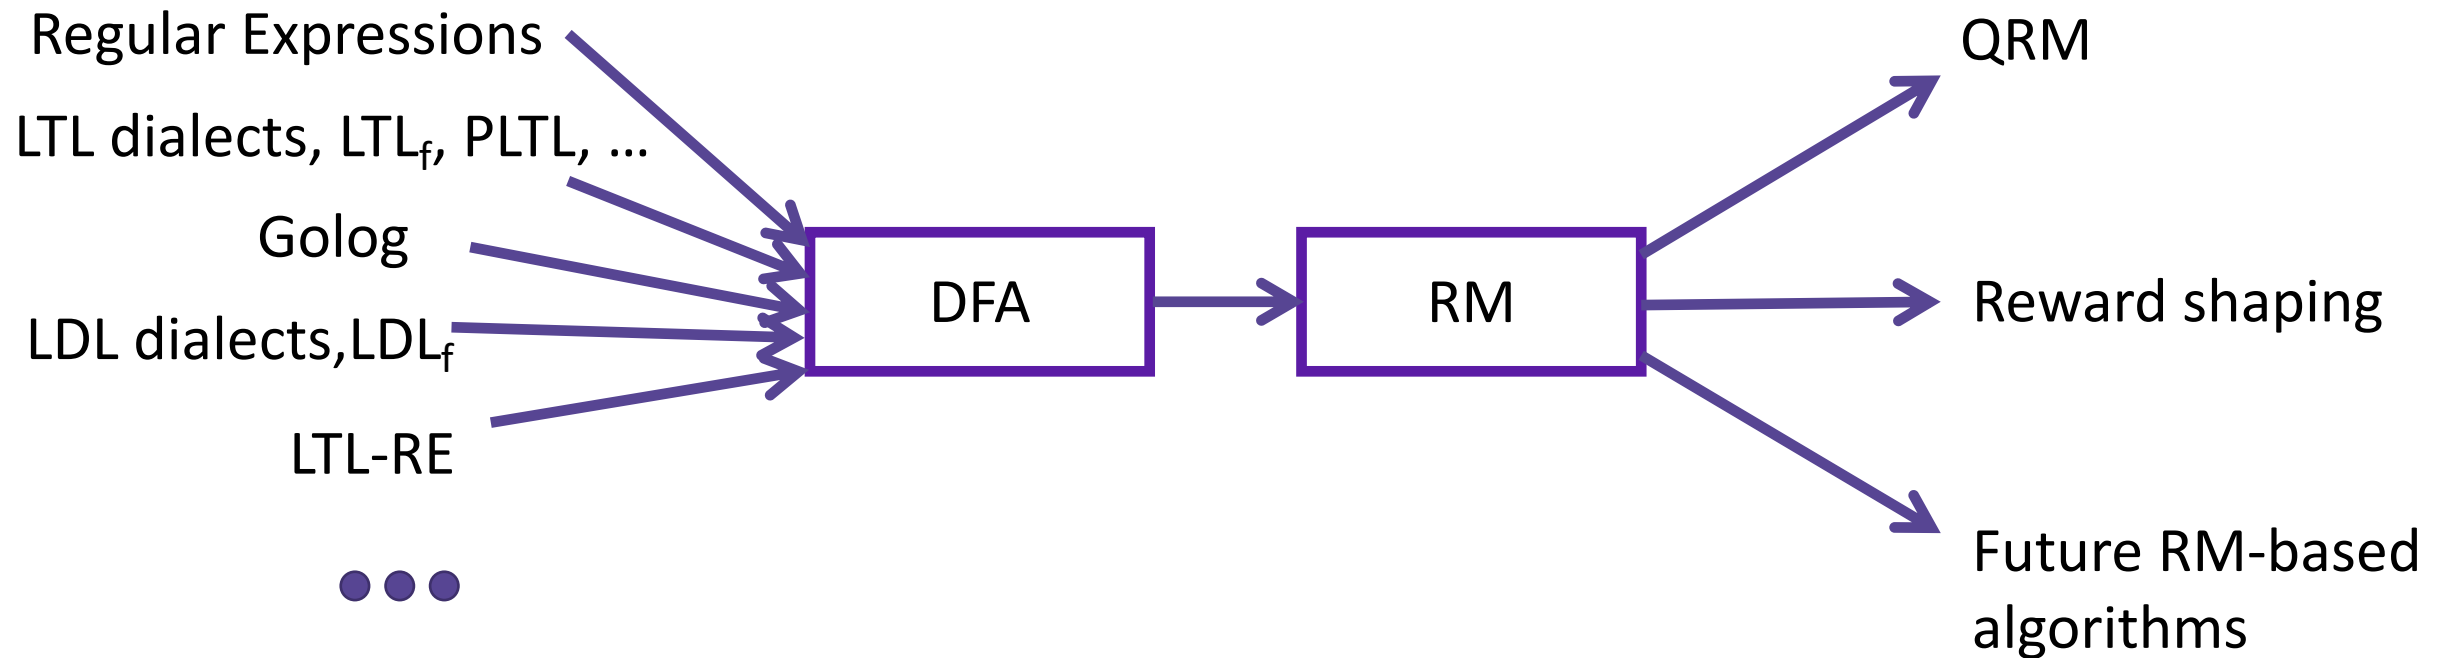 Regular Expressions
LTL dialects, LTLf, PLTL, ...
Golog
LDL dialects,LDLf
LTL-RE
DFA
RM
QRM
Reward shaping
Future RM-based
algorithms